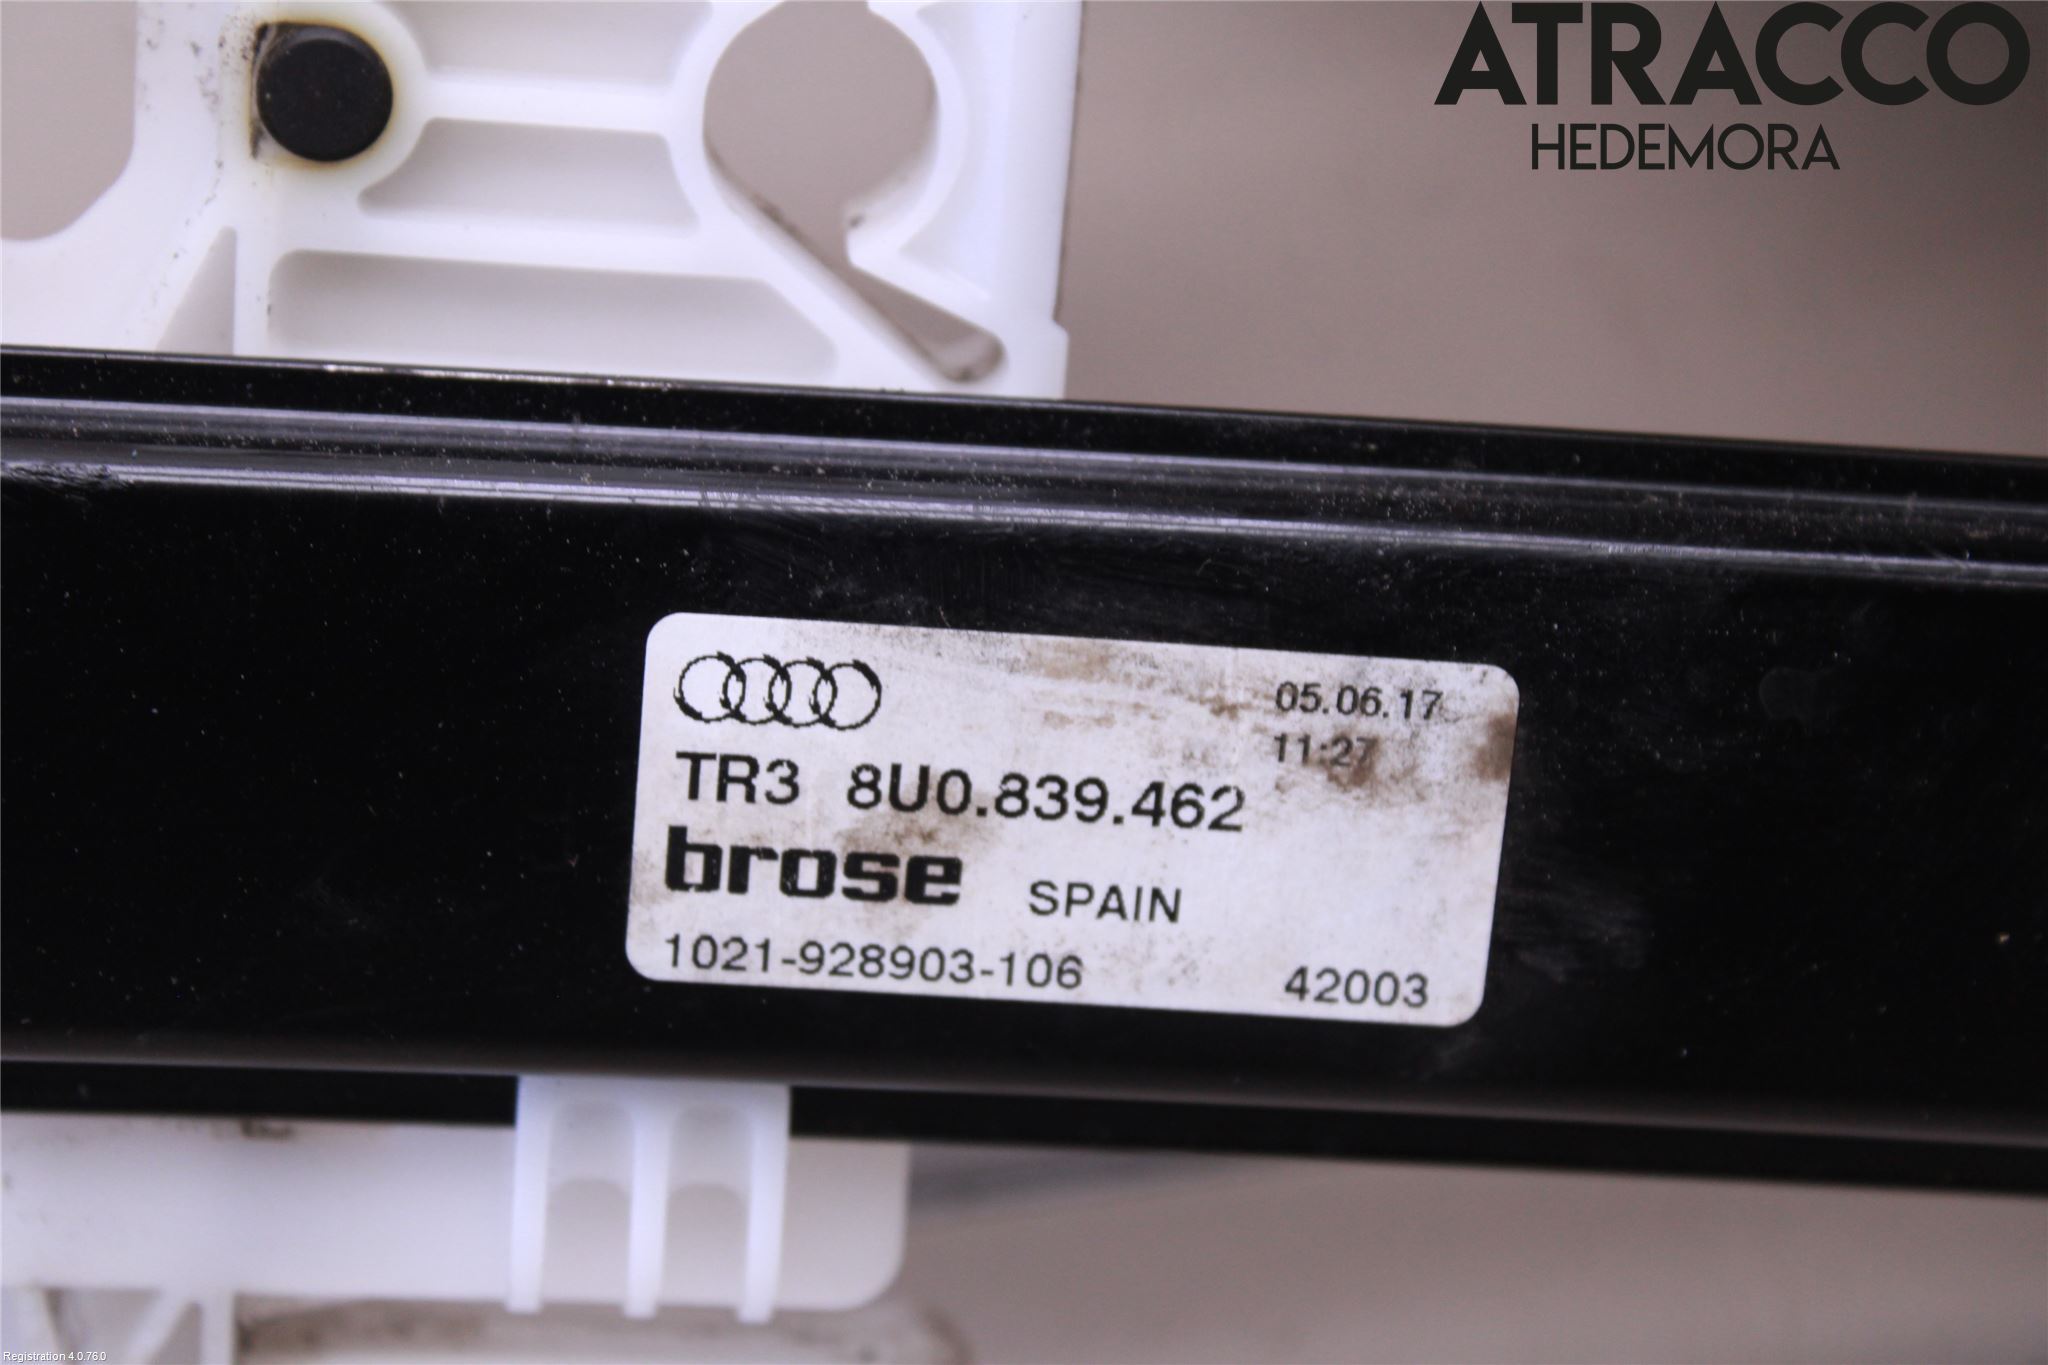 ATRACCO
HEDEMORA
05.06.17
11:27
TR3 8U0.839.462
brose SPAIN
1021-928903-106 42003
Registration 4.0.76.0